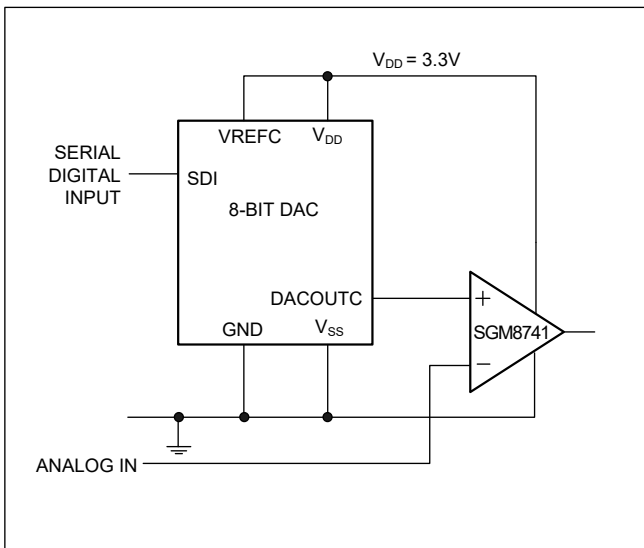 V_DD = 3.3V
VREFC V_DD
SERIAL
DIGITAL
INPUT
SDI
8-BIT DAC
DACOUTC
+
SGM8741
−
GND V_SS
ANALOG IN